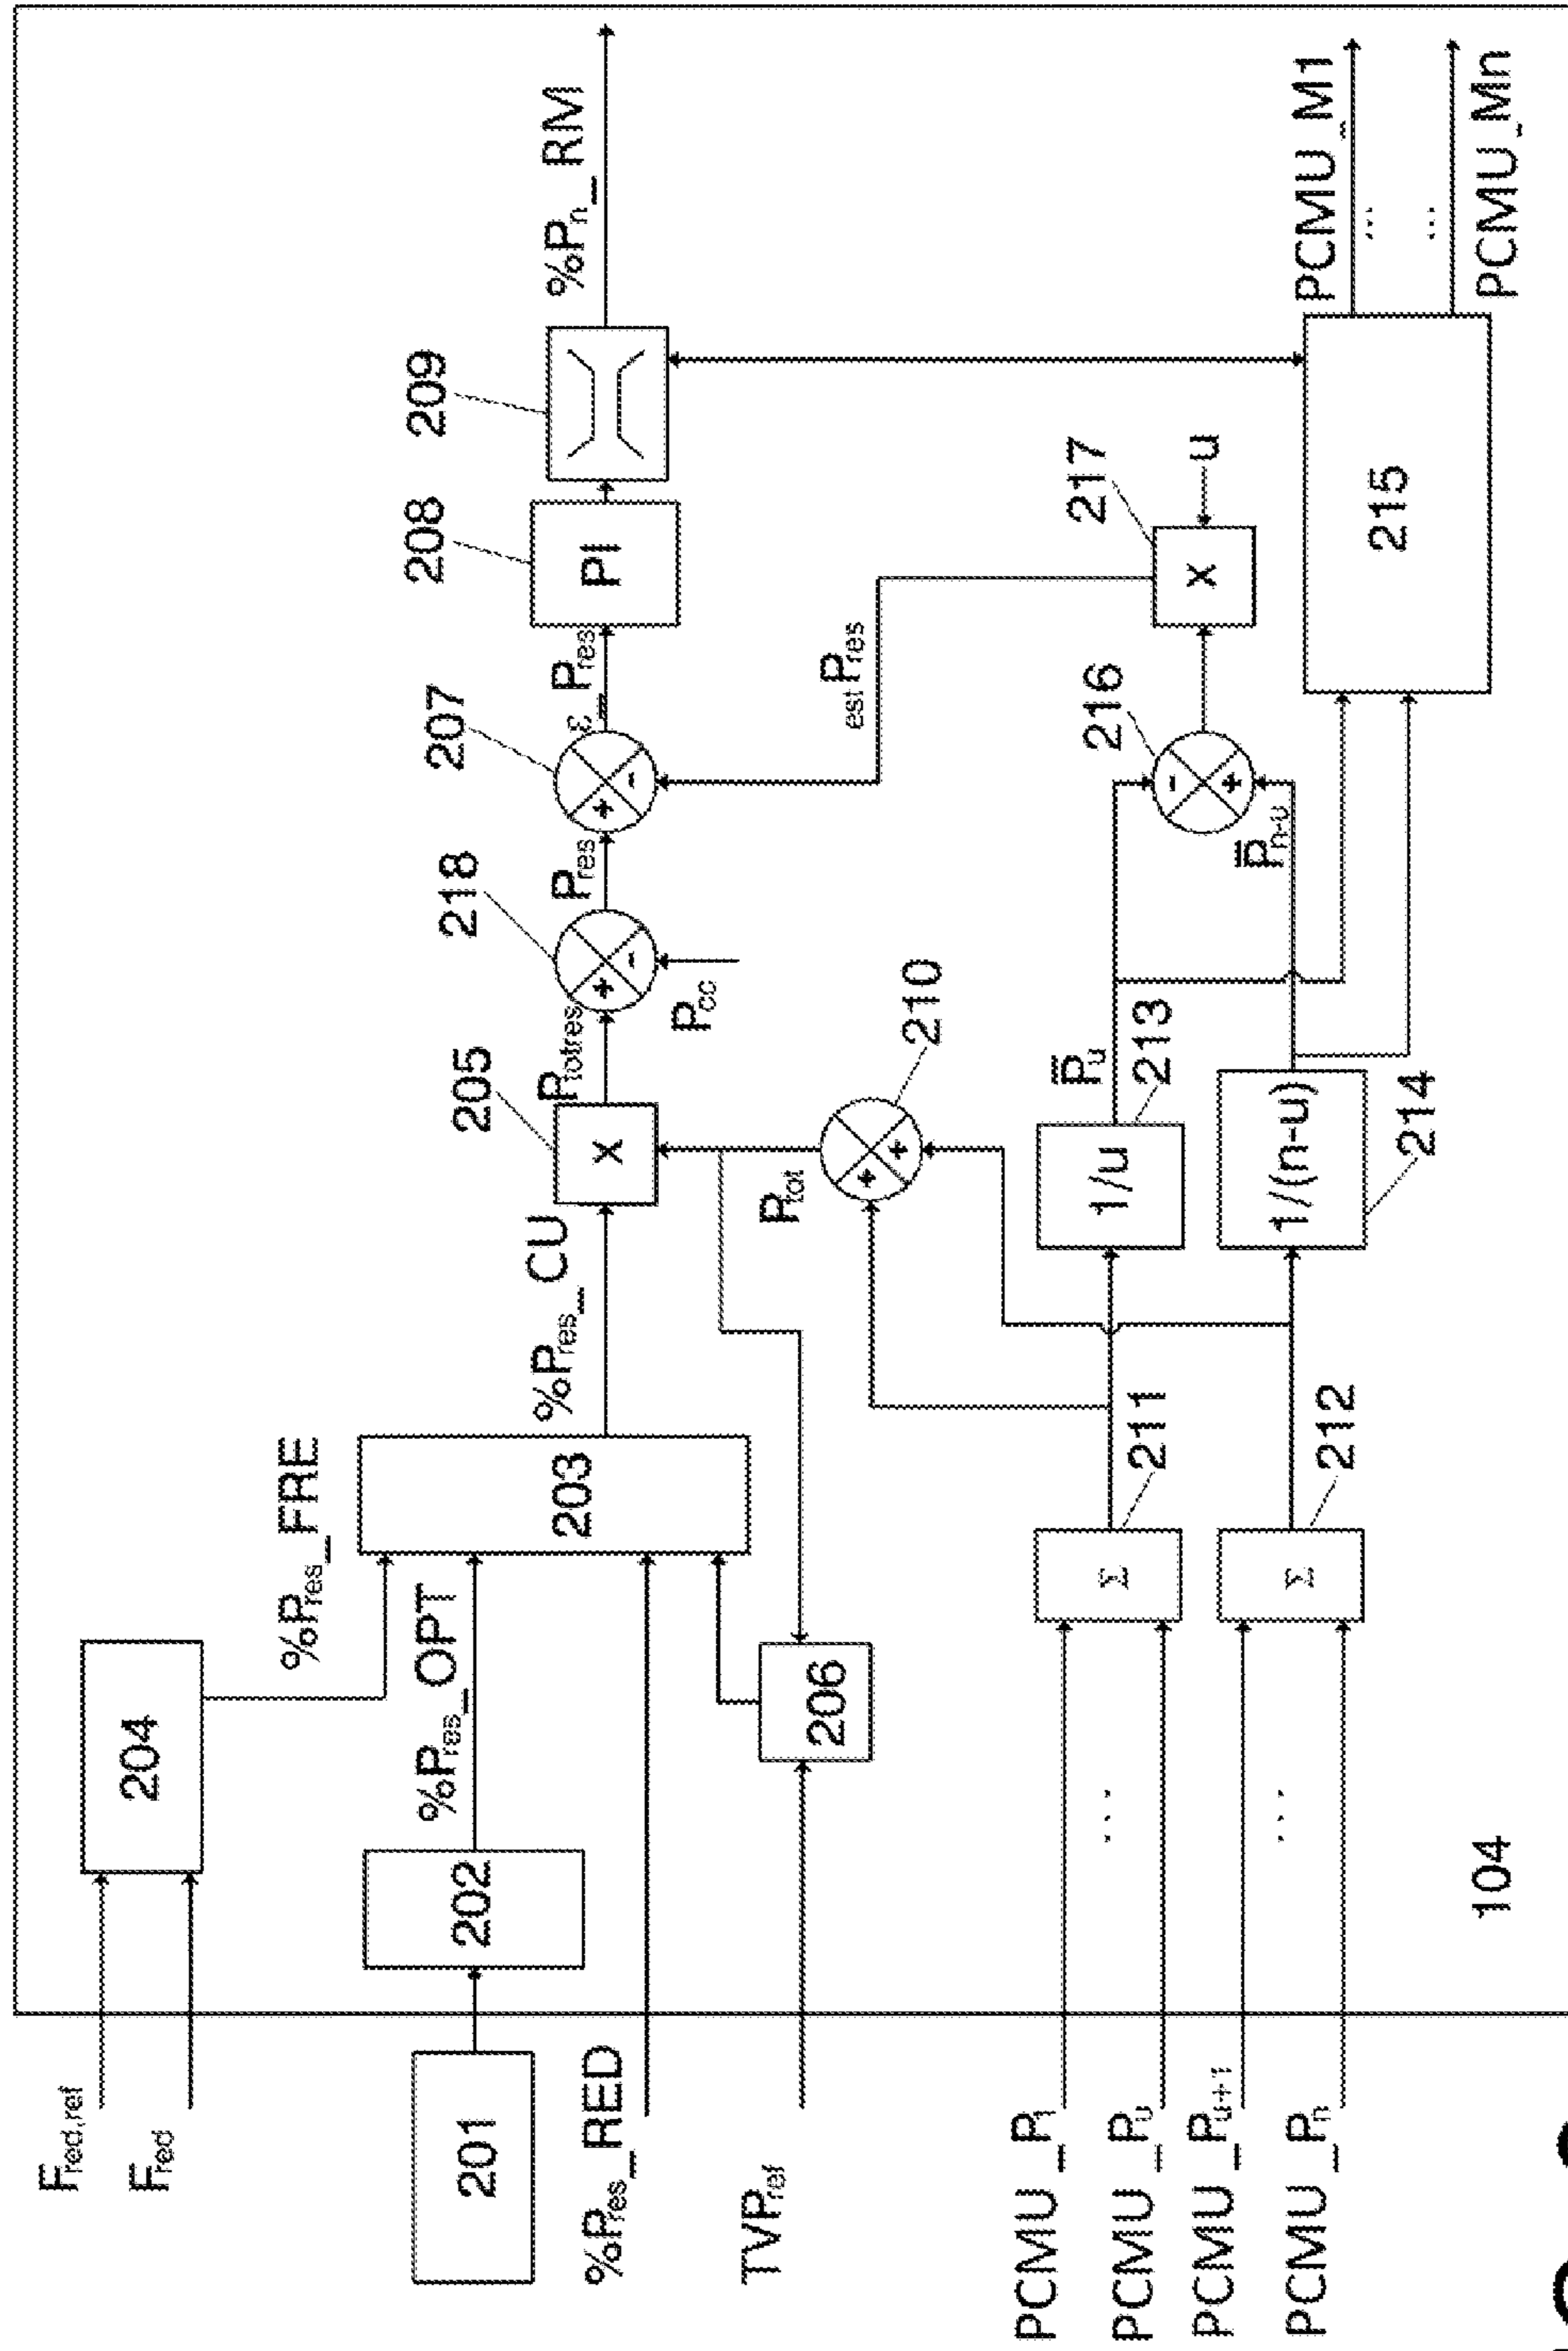 F_red,ref
F_red
204
%P_res_FRE
201
202
%P_res_OPT
%P_res_RED
203
%P_res_CU
TVP_ref
206
205
X
P_totres
218
+
-
P_cc
P_res
207
+
-
ε_P_res
208
PI
209
%P_n_RM
P_tot
+
+
210
est P_res
PCMU_P_1
...
PCMU_P_u
Σ
211
1/u
213
P̅_u
PCMU_P_u+1
...
PCMU_P_n
Σ
212
1/(n-u)
214
P̅_n-u
-
+
216
X
217
u
215
PCMU_M1
...
...
PCMU_Mn
104